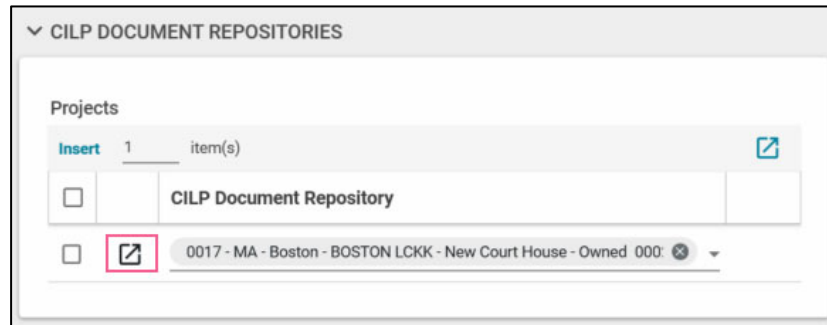 CILP DOCUMENT REPOSITORIES
Projects
Insert 1 item(s)
CILP Document Repository
0017 - MA - Boston - BOSTON LCKK - New Court House - Owned 000